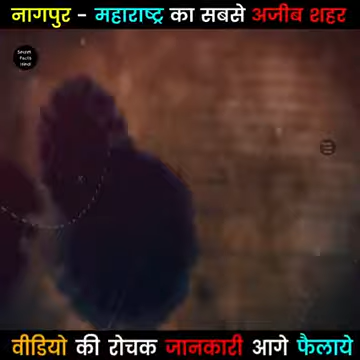 नागपुर - महाराष्ट्र का सबसे अजीब शहर
वीडियो की रोचक जानकारी आगे फैलाये